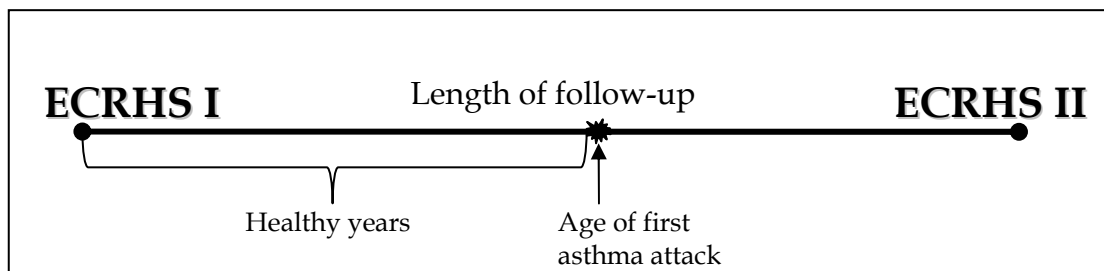 ECRHS I
Length of follow-up
ECRHS II
Healthy years
Age of first
asthma attack